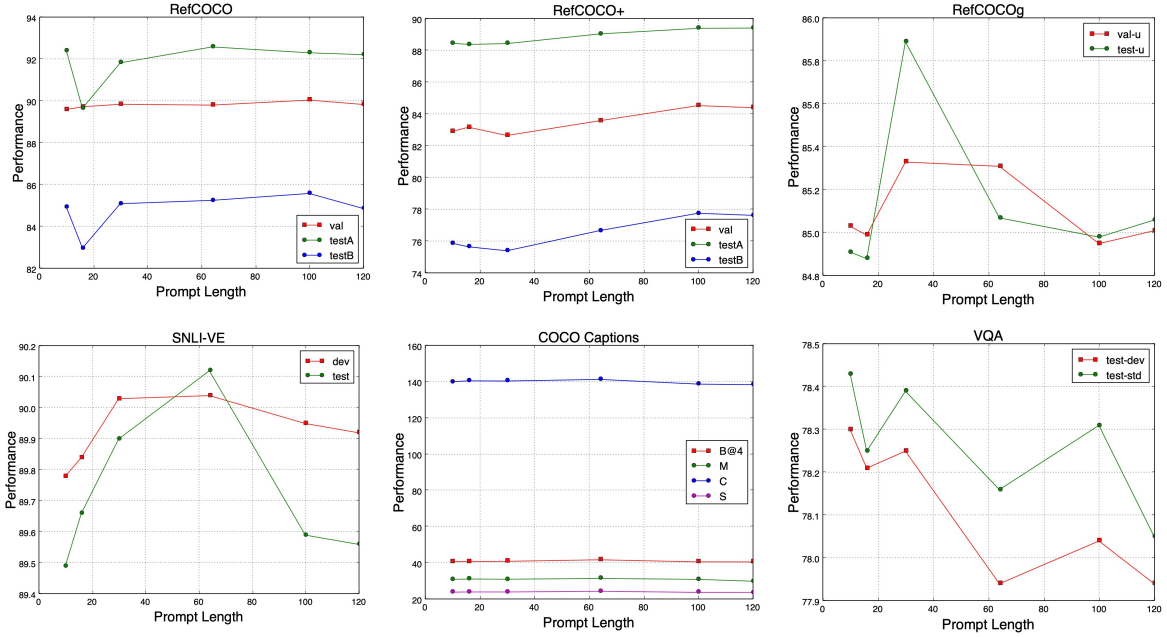 RefCOCO
94
92
90
88
86
84
82
0 20 40 60 80 100 120
Performance
Prompt Length
val
testA
testB
RefCOCO+
90
88
86
84
82
80
78
76
74
0 20 40 60 80 100 120
Performance
Prompt Length
val
testA
testB
RefCOCOg
86.0
85.8
85.6
85.4
85.2
85.0
84.8
0 20 40 60 80 100 120
Performance
Prompt Length
val-u
test-u
SNLI-VE
90.2
90.1
90.0
89.9
89.8
89.7
89.6
89.5
89.4
0 20 40 60 80 100 120
Performance
Prompt Length
dev
test
COCO Captions
160
140
120
100
80
60
40
20
0 20 40 60 80 100 120
Performance
Prompt Length
B@4
M
C
S
VQA
78.5
78.4
78.3
78.2
78.1
78.0
77.9
0 20 40 60 80 100 120
Performance
Prompt Length
test-dev
test-std